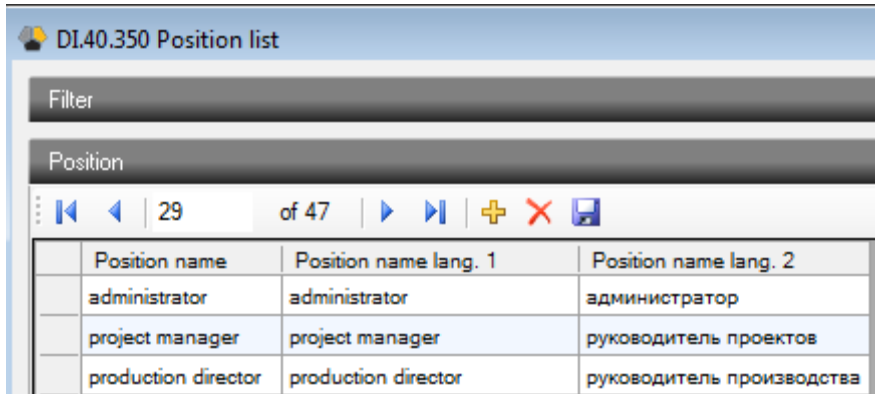 DI.40.350 Position list
Filter
Position
29 of 47
Position name Position name lang. 1 Position name lang. 2
administrator administrator администратор
project manager project manager руководитель проектов
production director production director руководитель производства